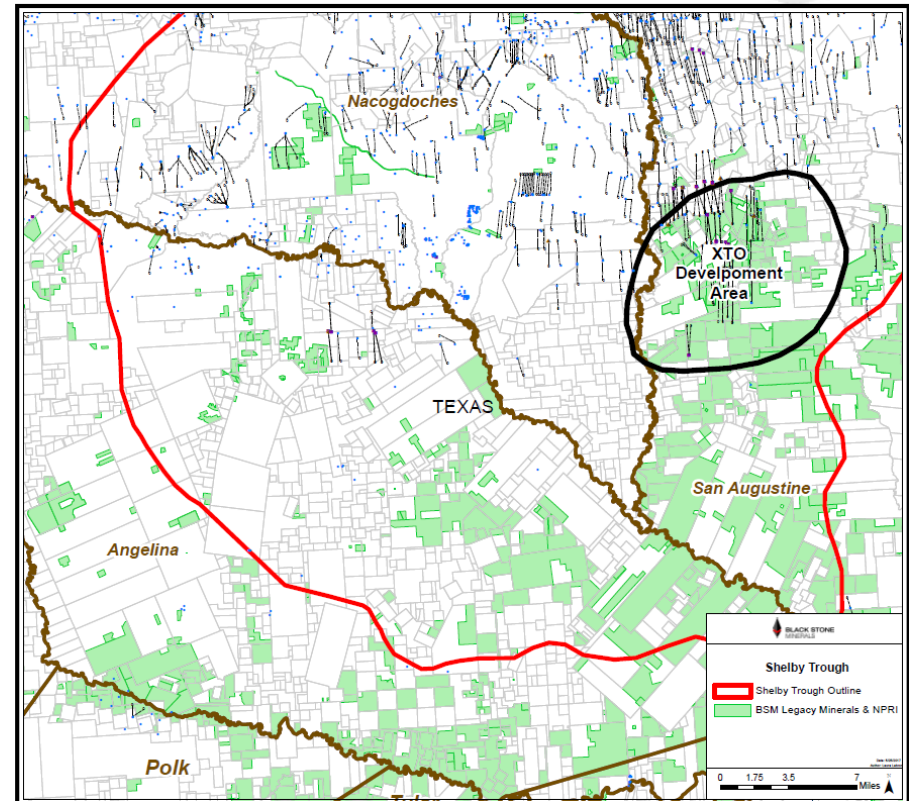 Nacogdoches
XTO
Develpoment
Area
TEXAS
San Augustine
Angelina
Polk
BLACK STONE
MINERALS
Shelby Trough
Shelby Trough Outline
BSM Legacy Minerals & NPRI
0 1.75 3.5 7
Miles